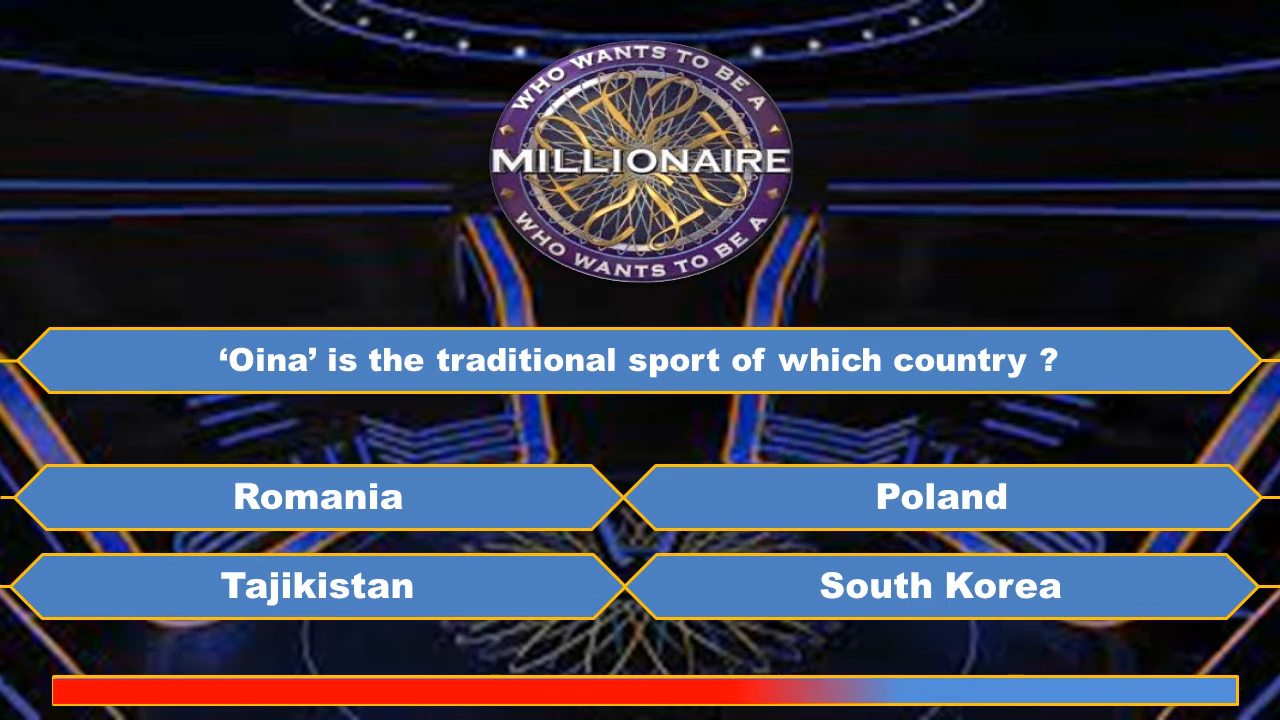 WHO WANTS TO BE A
MILLIONAIRE
WHO WANTS TO BE A
‘Oina’ is the traditional sport of which country ?
Romania
Poland
Tajikistan
South Korea